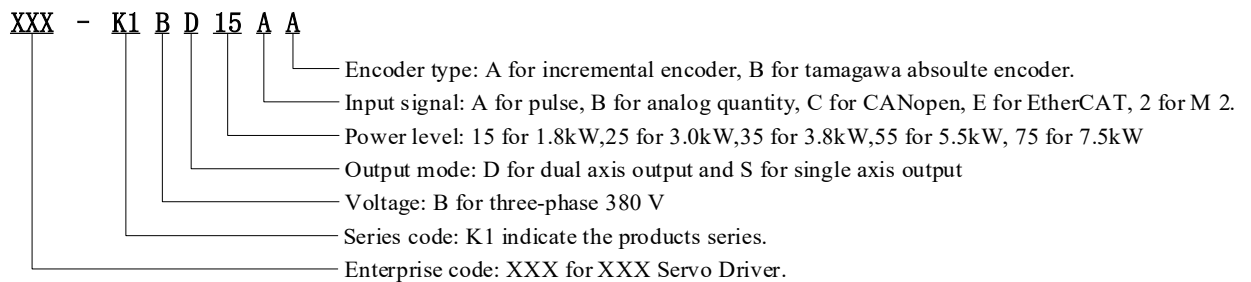 XXX - K1 B D 15 A A
Encoder type: A for incremental encoder, B for tamagawa absoulte encoder.
Input signal: A for pulse, B for analog quantity, C for CANopen, E for EtherCAT, 2 for M 2.
Power level: 15 for 1.8kW,25 for 3.0kW,35 for 3.8kW,55 for 5.5kW, 75 for 7.5kW
Output mode: D for dual axis output and S for single axis output
Voltage: B for three-phase 380 V
Series code: K1 indicate the products series.
Enterprise code: XXX for XXX Servo Driver.